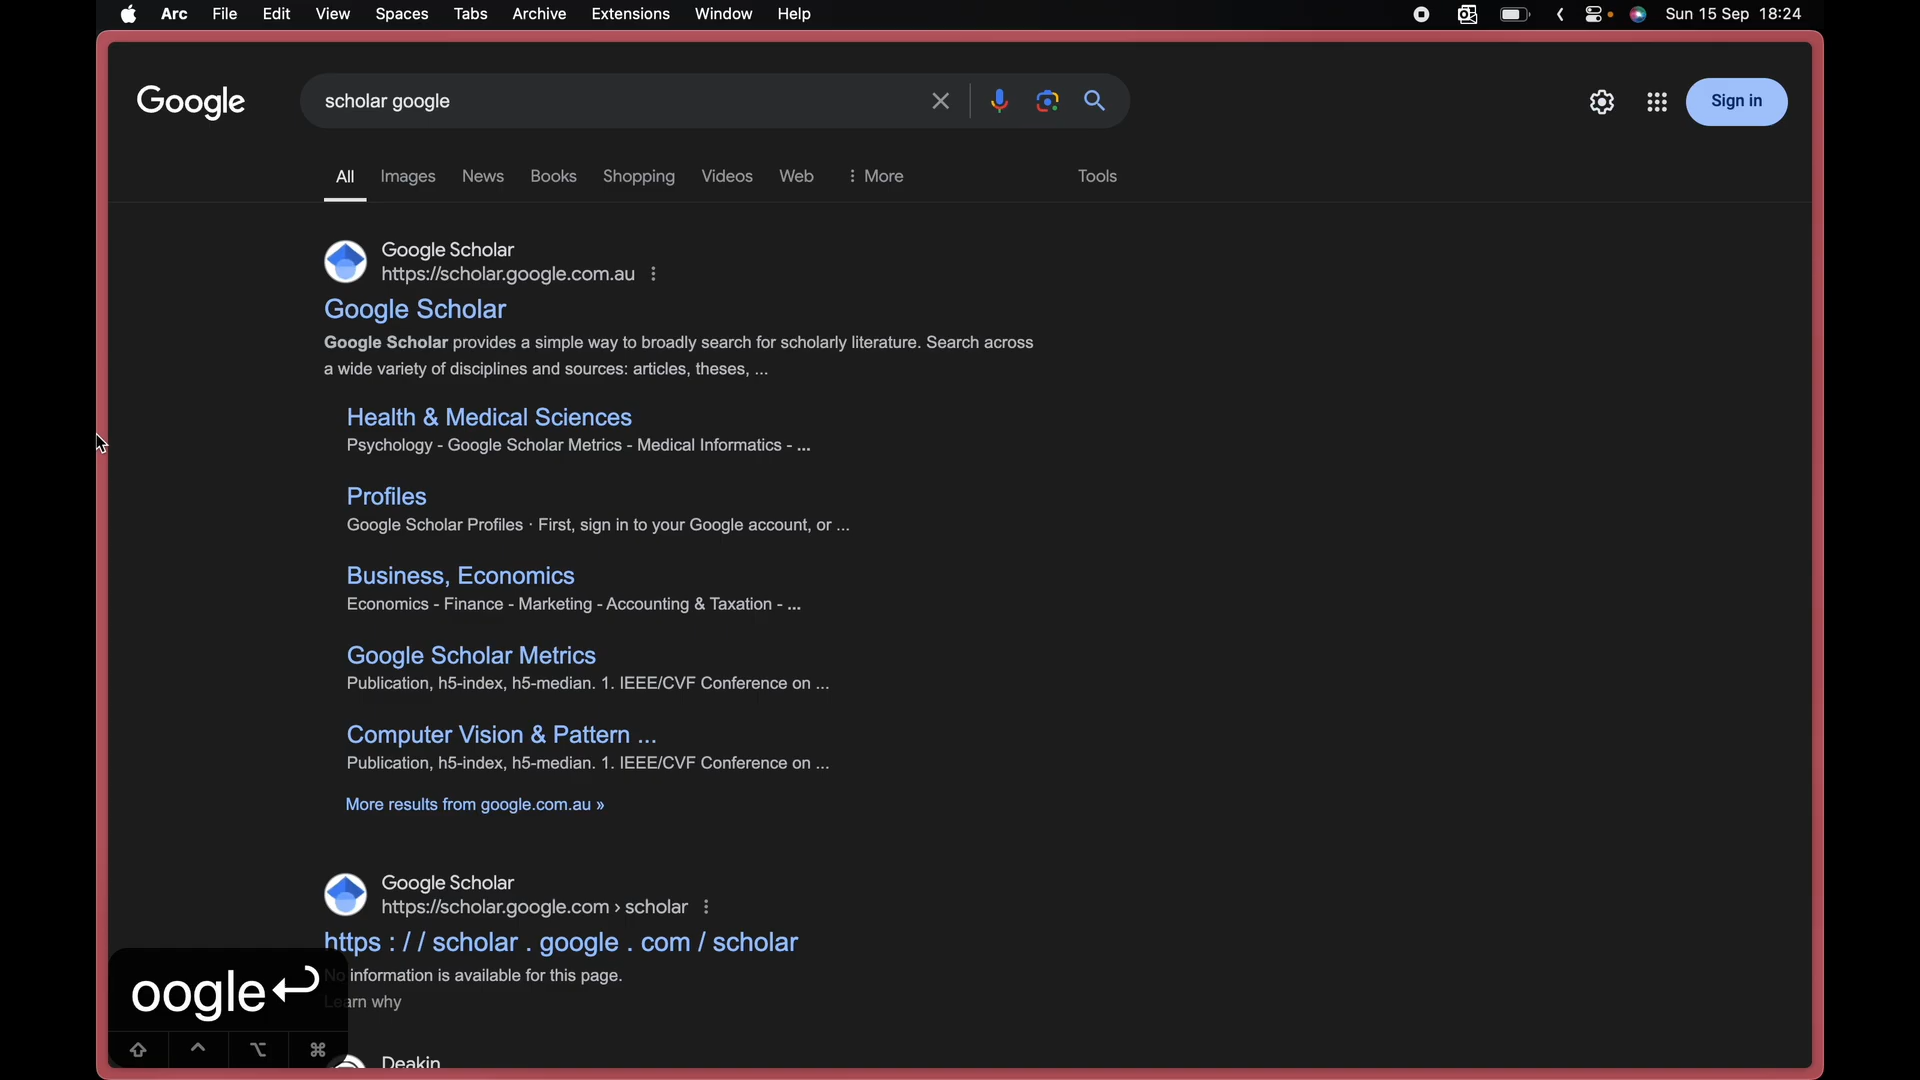 Arc File Edit View Spaces Tabs Archive Extensions Window Help Sun 15 Sep 18:24
Google scholar google Sign in
All Images News Books Shopping Videos Web More Tools
Google Scholar
https://scholar.google.com.au
Google Scholar
Google Scholar provides a simple way to broadly search for scholarly literature. Search across
a wide variety of disciplines and sources: articles, theses, ...
Health & Medical Sciences
Psychology - Google Scholar Metrics - Medical Informatics - ...
Profiles
Google Scholar Profiles · First, sign in to your Google account, or ...
Business, Economics
Economics - Finance - Marketing - Accounting & Taxation - ...
Google Scholar Metrics
Publication, h5-index, h5-median. 1. IEEE/CVF Conference on ...
Computer Vision & Pattern ...
Publication, h5-index, h5-median. 1. IEEE/CVF Conference on ...
More results from google.com.au »
Google Scholar
https://scholar.google.com › scholar
https : / / scholar . google . com / scholar
No information is available for this page.
Learn why
oogle↩
⇧ ⌃ ⌥ ⌘
Deakin